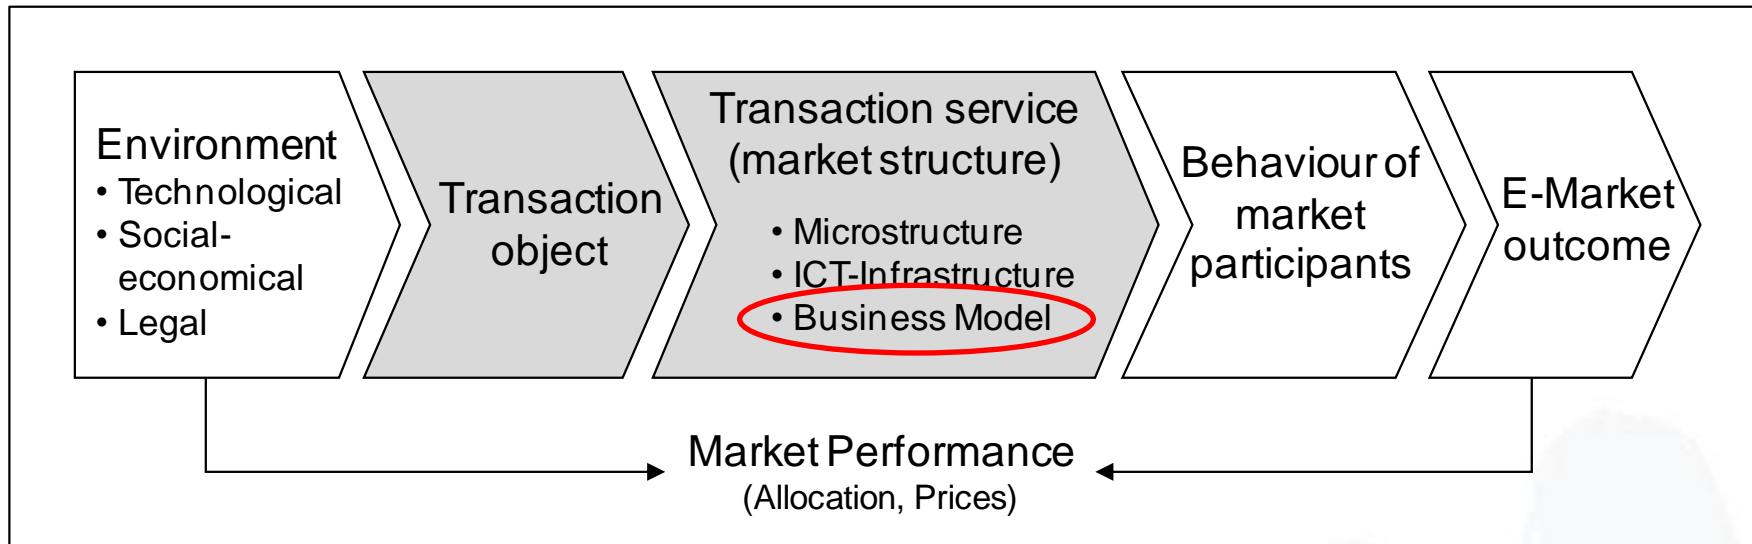 Environment
• Technological
• Social-
economical
• Legal
Transaction
object
Transaction service
(market structure)
• Microstructure
• ICT-Infrastructure
• Business Model
Behaviour of
market
participants
E-Market
outcome
Market Performance
(Allocation, Prices)